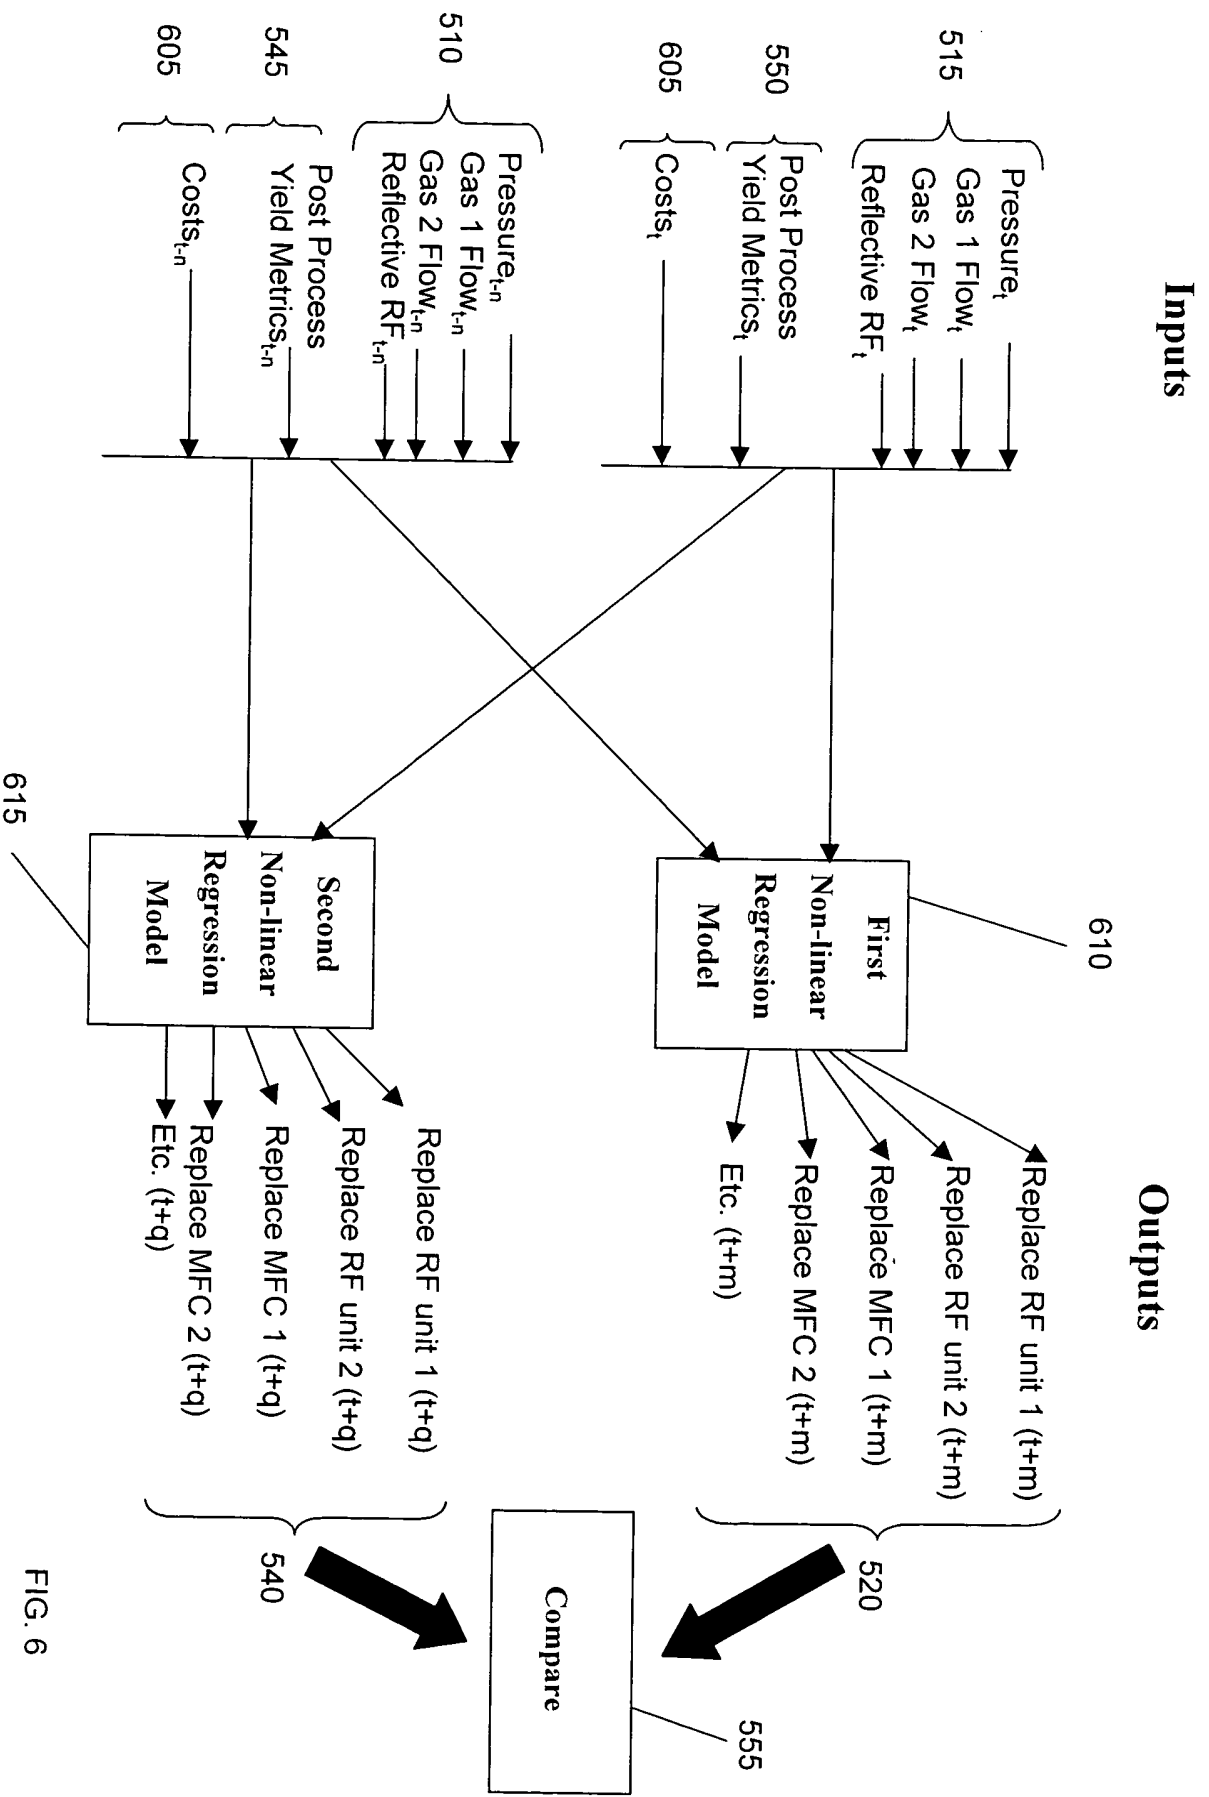 Inputs
Outputs
515
Pressure_t
Gas 1 Flow_t
Gas 2 Flow_t
Reflective RF_t
550
Post Process
Yield Metrics_t
605
Costs_t
510
Pressure_t-n
Gas 1 Flow_t-n
Gas 2 Flow_t-n
Reflective RF_t-n
545
Post Process
Yield Metrics_t-n
605
Costs_t-n
610
First
Non-linear
Regression
Model
615
Second
Non-linear
Regression
Model
Replace RF unit 1 (t+m)
Replace RF unit 2 (t+m)
Replace MFC 1 (t+m)
Replace MFC 2 (t+m)
Etc. (t+m)
520
Replace RF unit 1 (t+q)
Replace RF unit 2 (t+q)
Replace MFC 1 (t+q)
Replace MFC 2 (t+q)
Etc. (t+q)
540
Compare
555
FIG. 6